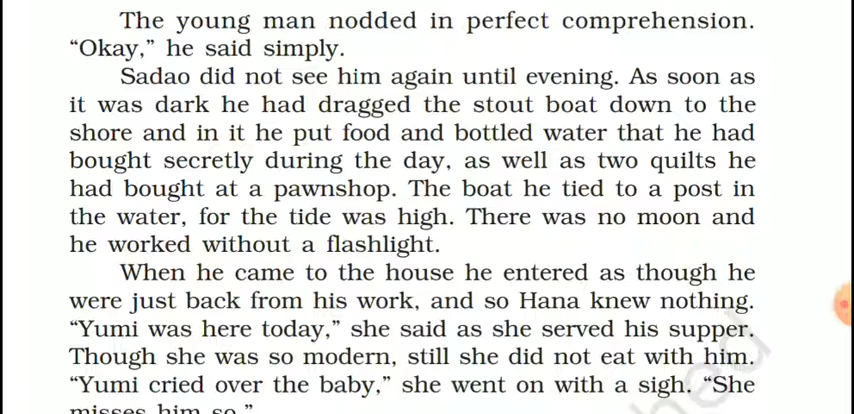 The young man nodded in perfect comprehension.
“Okay,” he said simply.
Sadao did not see him again until evening. As soon as
it was dark he had dragged the stout boat down to the
shore and in it he put food and bottled water that he had
bought secretly during the day, as well as two quilts he
had bought at a pawnshop. The boat he tied to a post in
the water, for the tide was high. There was no moon and
he worked without a flashlight.
When he came to the house he entered as though he
were just back from his work, and so Hana knew nothing.
“Yumi was here today,” she said as she served his supper.
Though she was so modern, still she did not eat with him.
“Yumi cried over the baby,” she went on with a sigh. “She
misses him so.”